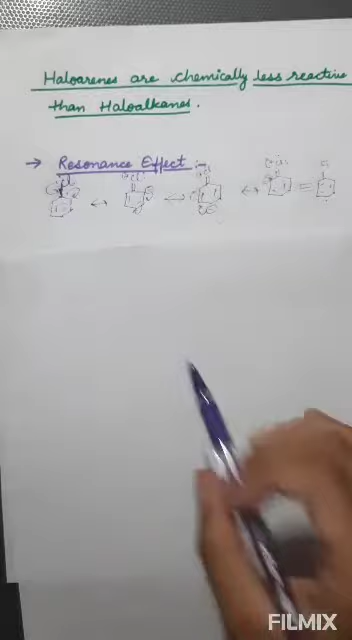 Haloarenes are chemically less reactive
than Haloalkanes.
→ Resonance Effect :-
FILMIX